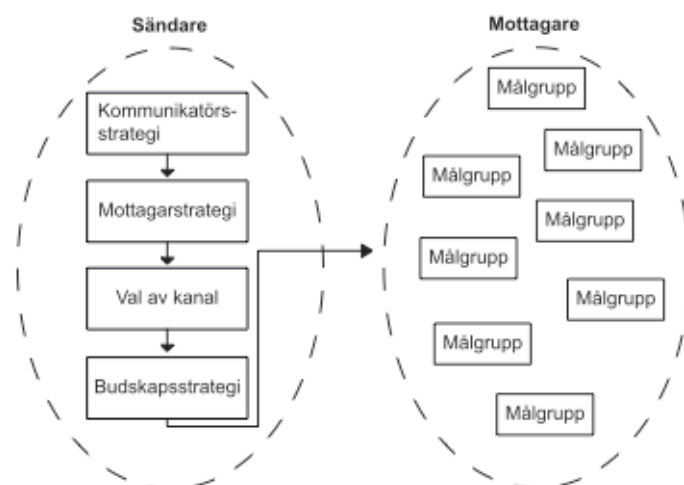 Sändare
Kommunikatörs-
strategi
Mottagarstrategi
Val av kanal
Budskapsstrategi
Mottagare
Målgrupp
Målgrupp
Målgrupp
Målgrupp
Målgrupp
Målgrupp
Målgrupp
Målgrupp